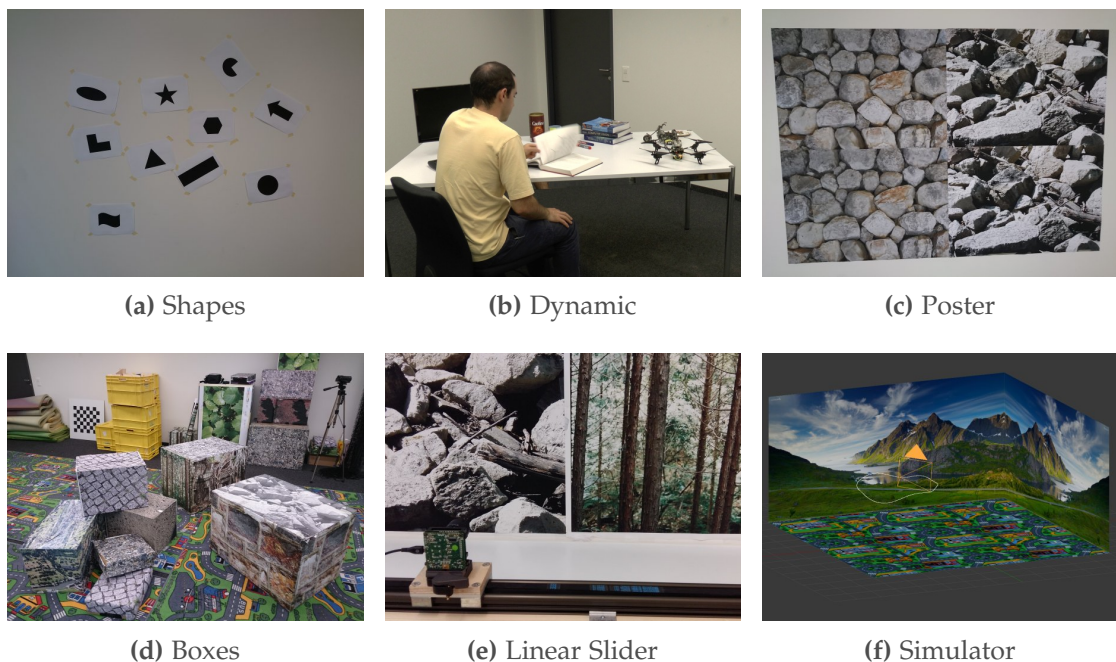 (a) Shapes
(b) Dynamic
(c) Poster
(d) Boxes
(e) Linear Slider
(f) Simulator